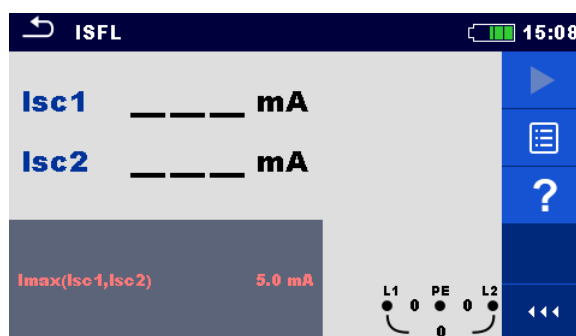 ISFL 15:08
Isc1 ___ mA
Isc2 ___ mA
?
Imax(Isc1,Isc2) 5.0 mA
L1 PE L2
0 0
0